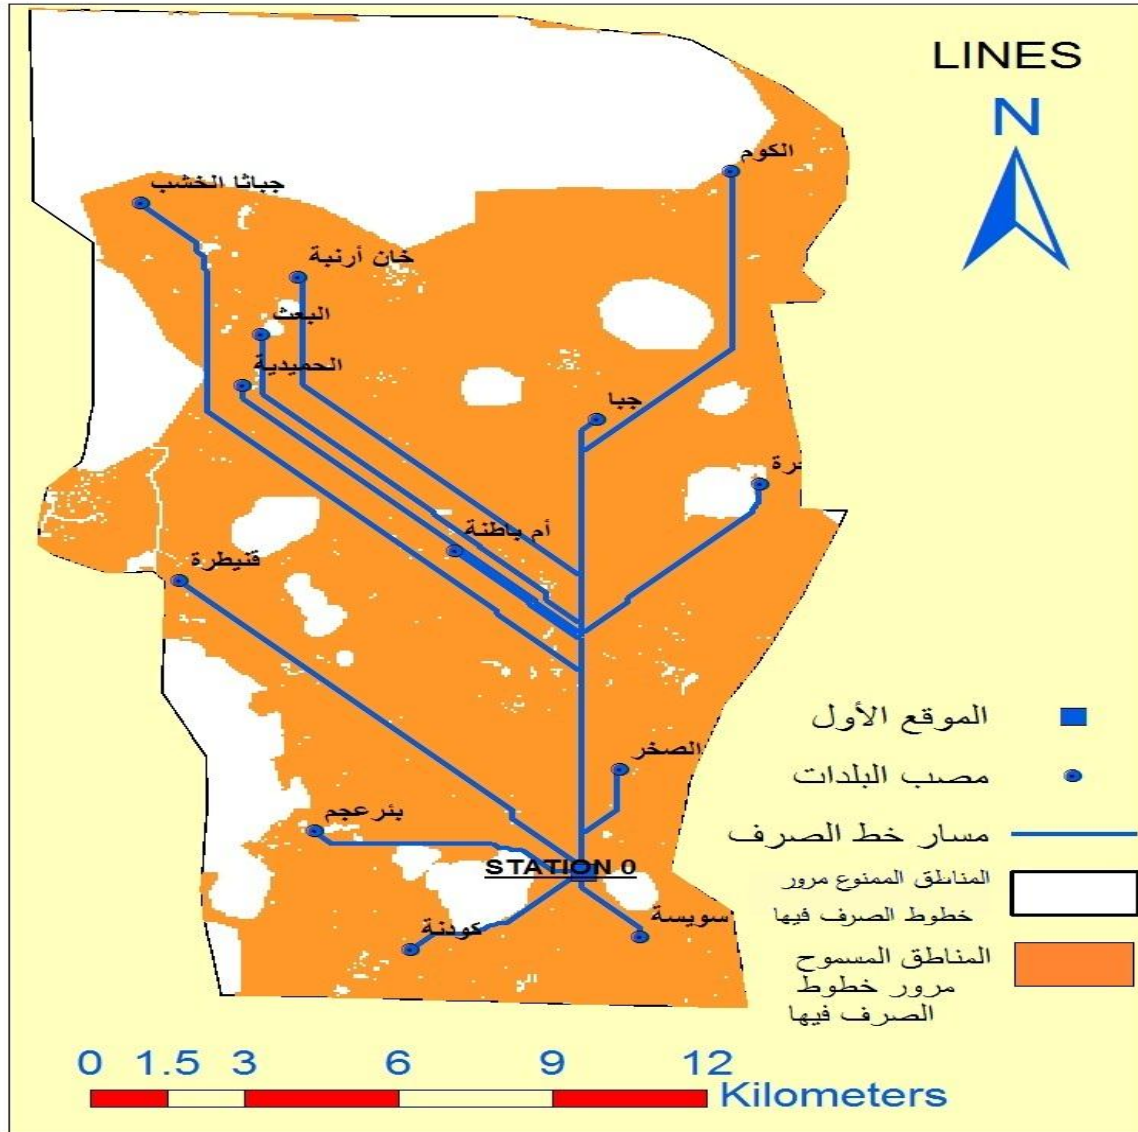 LINES
N
الكوم
جباثا الخشب
خان أرنبة
البعث
الحميدية
جبا
أم باطنة
قنيطرة
الصخر
بئرعجم
STATION 0
سويسة
كودنة
الموقع الأول
مصب البلدات
مسار خط الصرف
المناطق الممنوع مرور
خطوط الصرف فيها
المناطق المسموح
مرور خطوط
الصرف فيها
0 1.5 3 6 9 12
Kilometers